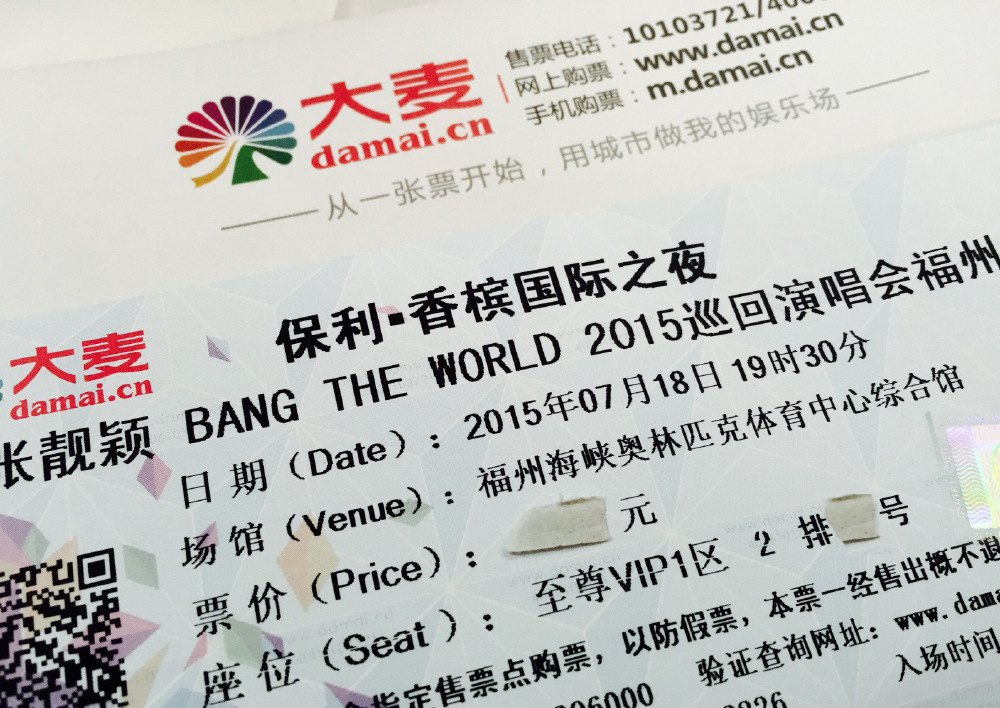 大麦
damai.cn
售票电话：10103721/400
网上购票：www.damai.cn
手机购票：m.damai.cn
从一张票开始，用城市做我的娱乐场
保利·香槟国际之夜
大麦
damai.cn
张靓颖 BANG THE WORLD 2015巡回演唱会福州
日期（Date）：2015年07月18日 19时30分
场馆（Venue）：福州海峡奥林匹克体育中心综合馆
票价（Price）： 元
座位（Seat ）：至尊VIP1区 2 排 号
指定售票点购票，以防假票，本票一经售出概不退
验证查询网址：www.dama
入场时间